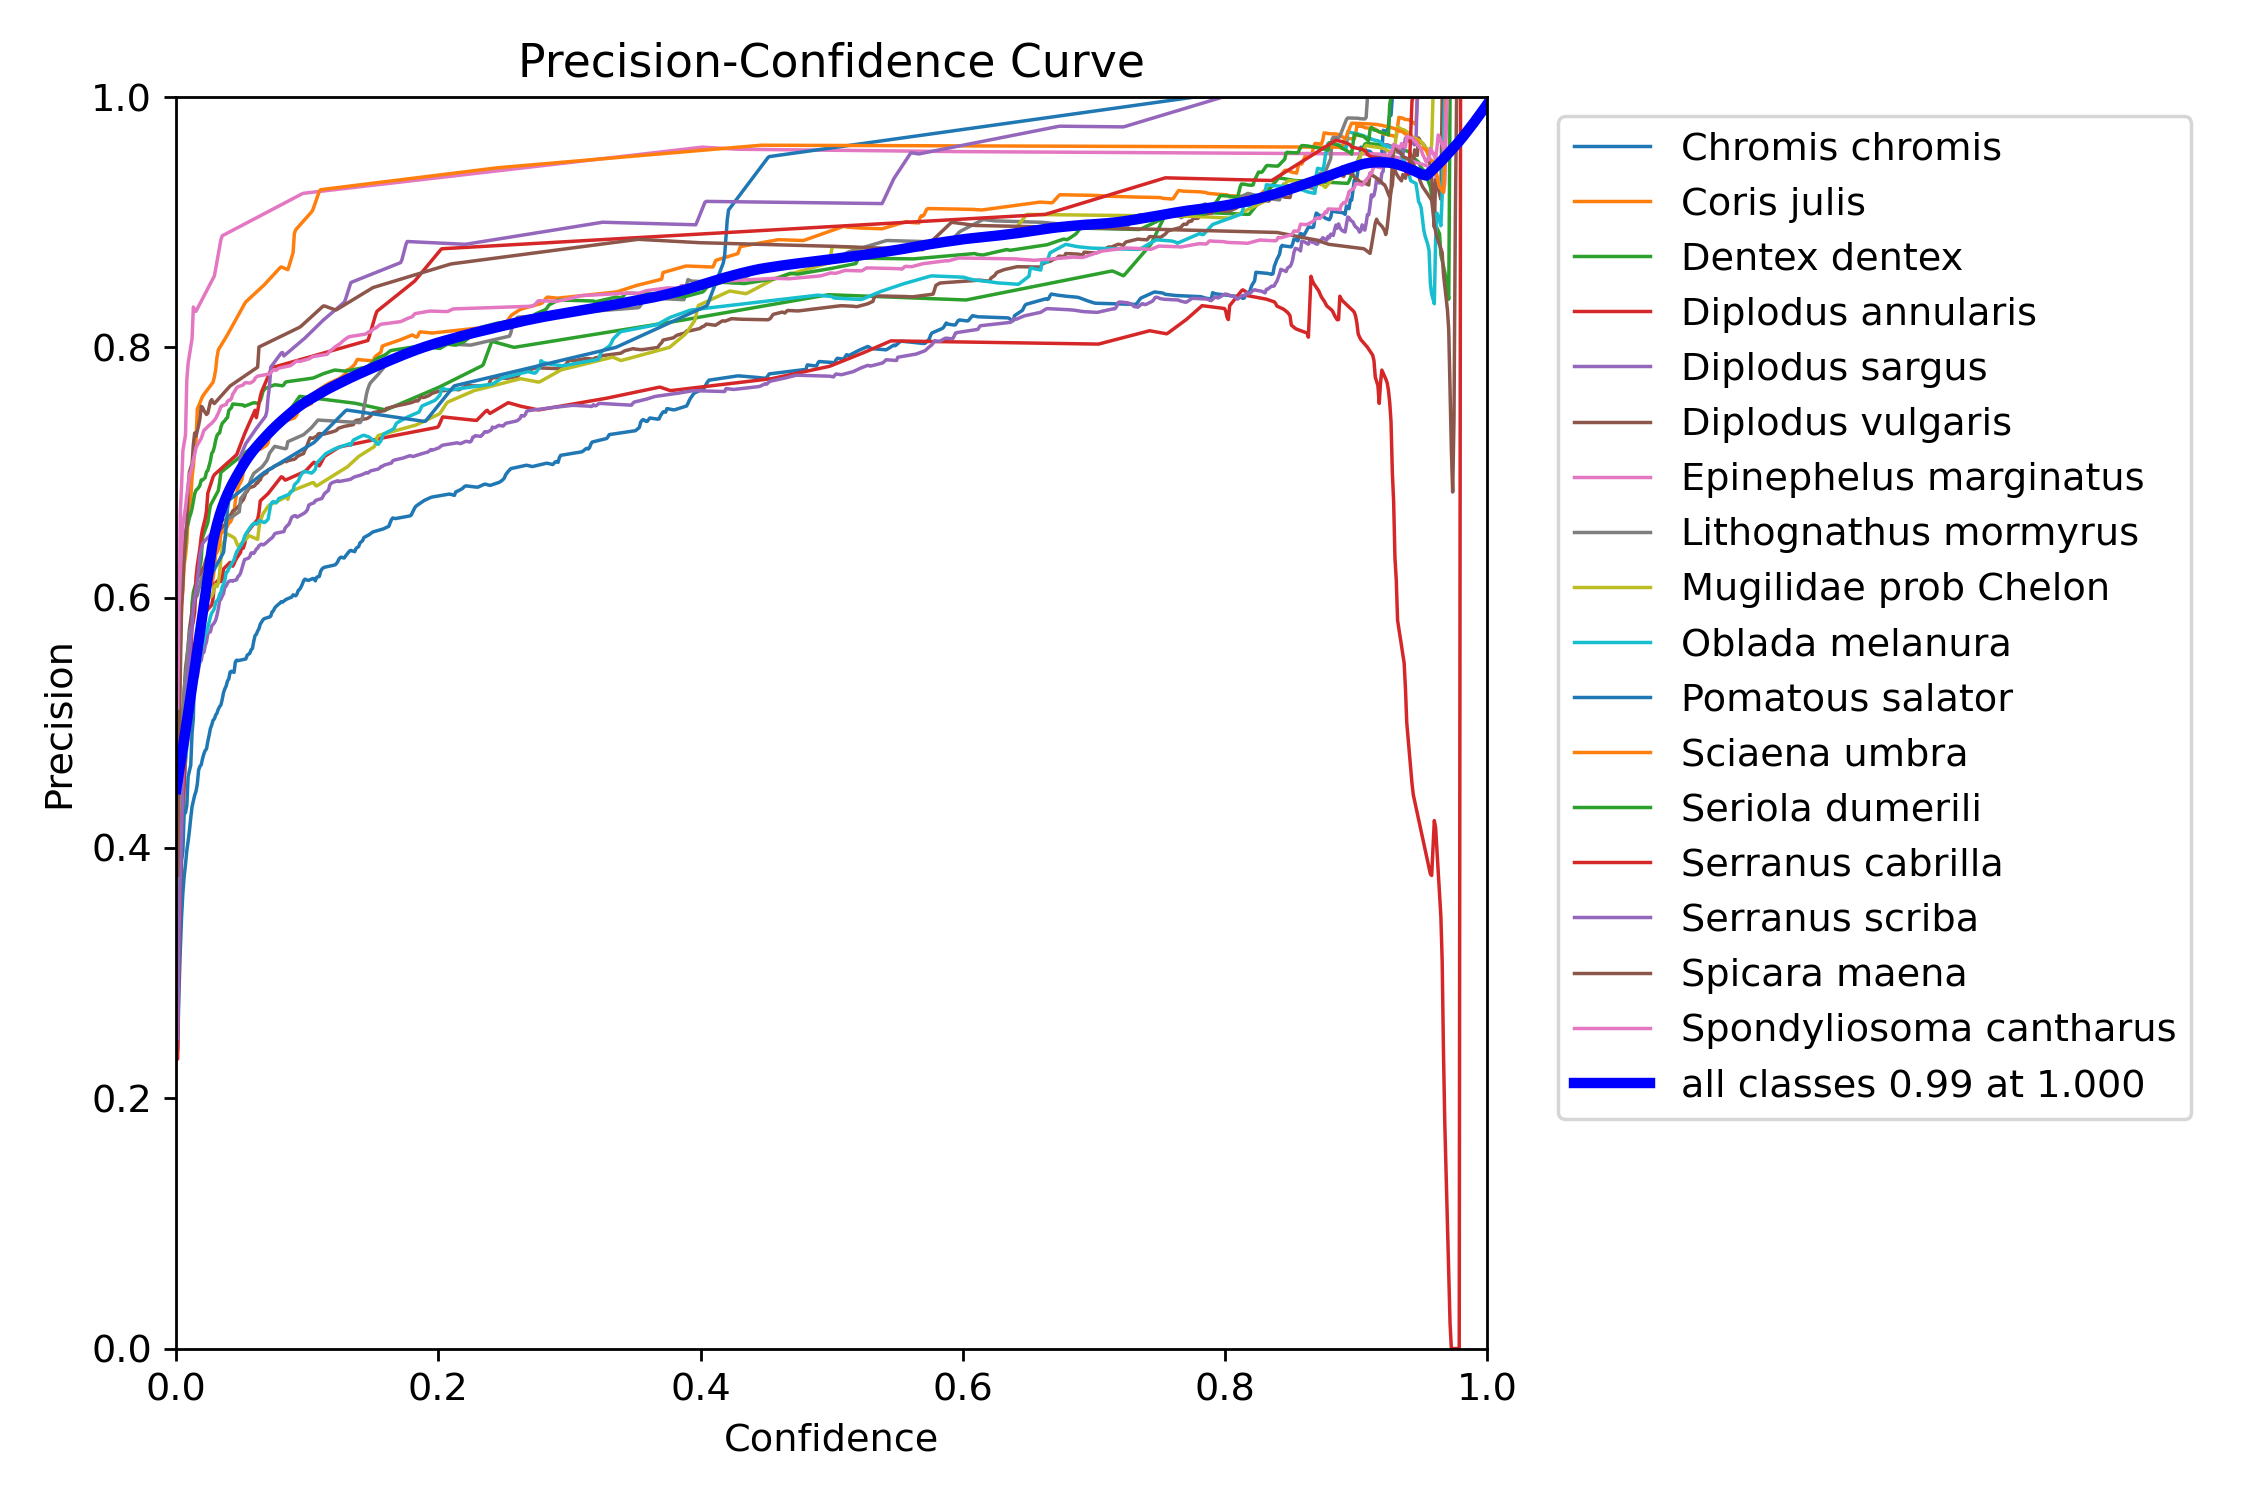 Precision-Confidence Curve
1.0
0.8
0.6
0.4
0.2
0.0
Precision
0.0 0.2 0.4 0.6 0.8 1.0
Confidence
Chromis chromis
Coris julis
Dentex dentex
Diplodus annularis
Diplodus sargus
Diplodus vulgaris
Epinephelus marginatus
Lithognathus mormyrus
Mugilidae prob Chelon
Oblada melanura
Pomatous salator
Sciaena umbra
Seriola dumerili
Serranus cabrilla
Serranus scriba
Spicara maena
Spondyliosoma cantharus
all classes 0.99 at 1.000